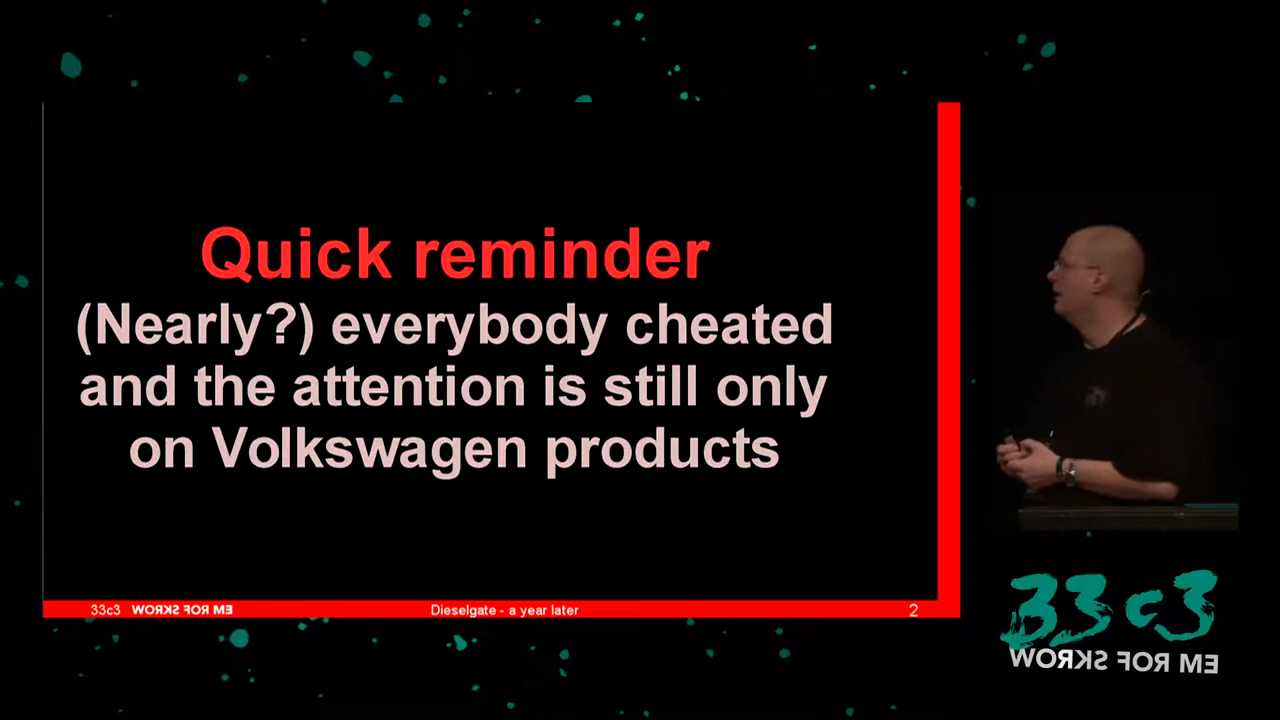 Quick reminder
(Nearly?) everybody cheated
and the attention is still only
on Volkswagen products
33c3 WORKS FOR ME Dieselgate - a year later 2
33c3
WORKS FOR ME